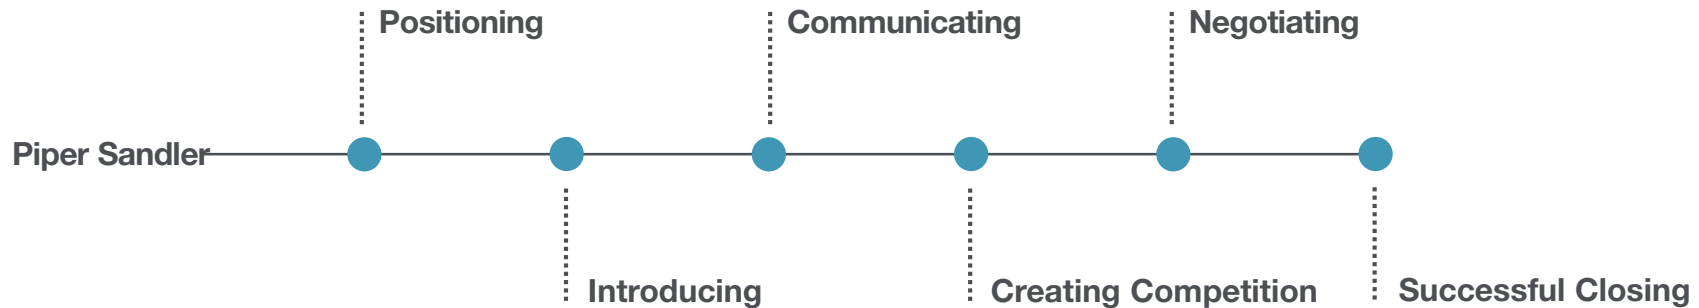 Positioning
Communicating
Negotiating
Piper Sandler
Introducing
Creating Competition
Successful Closing